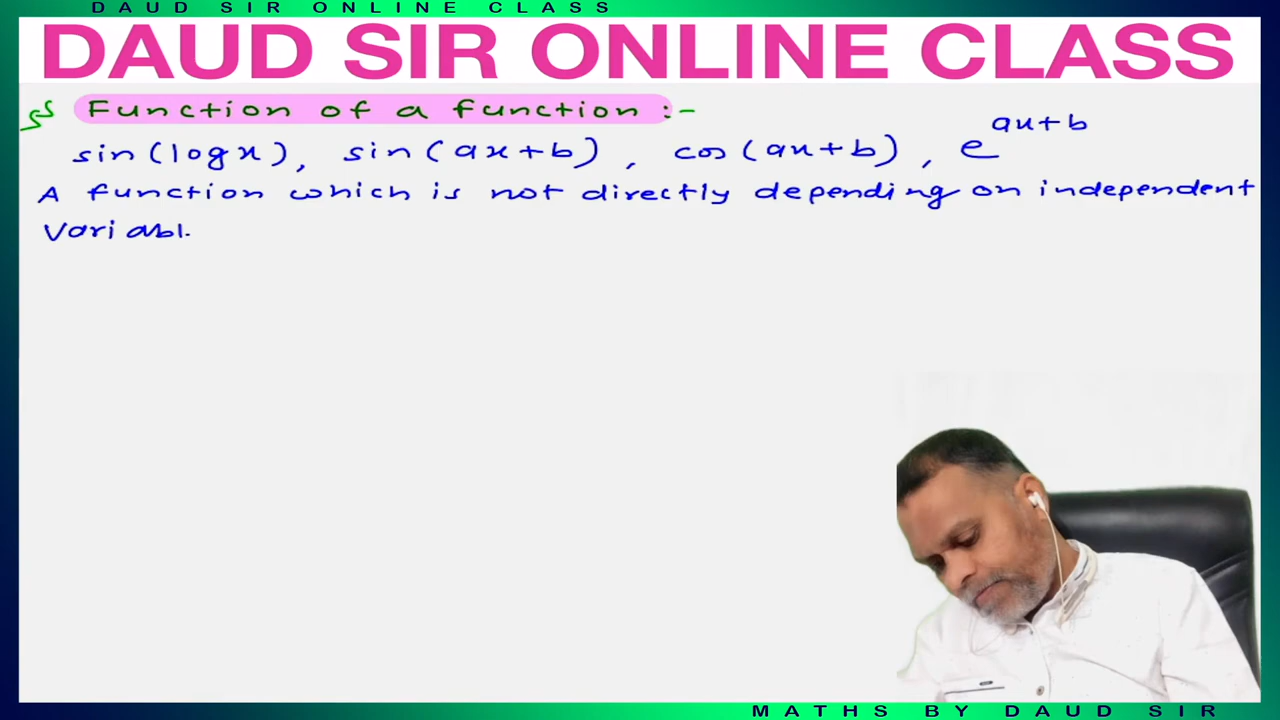 DAUD SIR ONLINE CLASS
DAUD SIR ONLINE CLASS
Function of a function :-
sin(logx), sin(ax+b), cos(ax+b), e^ax+b
A function which is not directly depending on independent
Variabl.
MATHS BY DAUD SIR